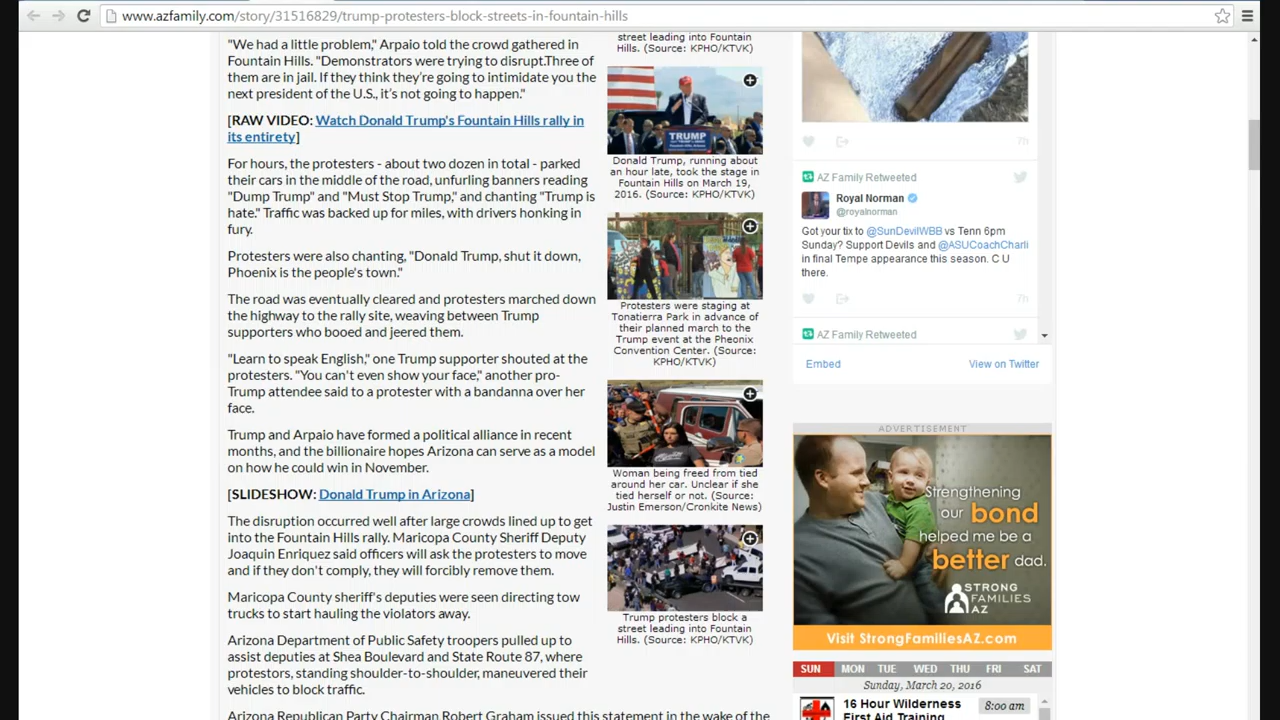 www.azfamily.com/story/31516829/trump-protesters-block-streets-in-fountain-hills
"We had a little problem," Arpaio told the crowd gathered in
Fountain Hills. "Demonstrators were trying to disrupt.Three of
them are in jail. If they think they're going to intimidate you the
next president of the U.S., it's not going to happen."
[RAW VIDEO: Watch Donald Trump's Fountain Hills rally in
its entirety]
For hours, the protesters - about two dozen in total - parked
their cars in the middle of the road, unfurling banners reading
"Dump Trump" and "Must Stop Trump," and chanting "Trump is
hate." Traffic was backed up for miles, with drivers honking in
fury.
Protesters were also chanting, "Donald Trump, shut it down,
Phoenix is the people's town."
The road was eventually cleared and protesters marched down
the highway to the rally site, weaving between Trump
supporters who booed and jeered them.
"Learn to speak English," one Trump supporter shouted at the
protesters. "You can't even show your face," another pro-
Trump attendee said to a protester with a bandanna over her
face.
Trump and Arpaio have formed a political alliance in recent
months, and the billionaire hopes Arizona can serve as a model
on how he could win in November.
[SLIDESHOW: Donald Trump in Arizona]
The disruption occurred well after large crowds lined up to get
into the Fountain Hills rally. Maricopa County Sheriff Deputy
Joaquin Enriquez said officers will ask the protesters to move
and if they don't comply, they will forcibly remove them.
Maricopa County sheriff's deputies were seen directing tow
trucks to start hauling the violators away.
Arizona Department of Public Safety troopers pulled up to
assist deputies at Shea Boulevard and State Route 87, where
protestors, standing shoulder-to-shoulder, maneuvered their
vehicles to block traffic.
Arizona Republican Party Chairman Robert Graham issued this statement in the wake of the
street leading into Fountain
Hills. (Source: KPHO/KTVK)
TRUMP
Donald Trump, running about
an hour late, took the stage in
Fountain Hills on March 19,
2016. (Source: KPHO/KTVK)
Protesters were staging at
Tonatierra Park in advance of
their planned march to the
Trump event at the Pheonix
Convention Center. (Source:
KPHO/KTVK)
Woman being freed from tied
around her car. Unclear if she
tied herself or not. (Source:
Justin Emerson/Cronkite News)
Trump protesters block a
street leading into Fountain
Hills. (Source: KPHO/KTVK)
7h
AZ Family Retweeted
Royal Norman
@royalnorman
Got your tix to @SunDevilWBB vs Tenn 6pm
Sunday? Support Devils and @ASUCoachCharli
in final Tempe appearance this season. C U
there.
7h
AZ Family Retweeted
Embed
View on Twitter
ADVERTISEMENT
Strengthening
our bond
helped me be a
better dad.
STRONG
FAMILIES
AZ
Visit StrongFamiliesAZ.com
SUN MON TUE WED THU FRI SAT
Sunday, March 20, 2016
16 Hour Wilderness 8:00 am
First Aid Training